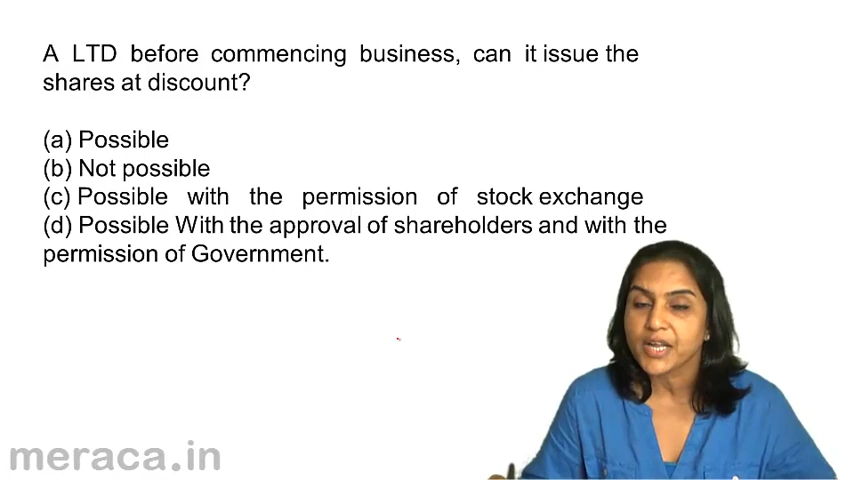 A LTD before commencing business, can it issue the
shares at discount?
(a) Possible
(b) Not possible
(c) Possible with the permission of stock exchange
(d) Possible With the approval of shareholders and with the
permission of Government.
meraca.in